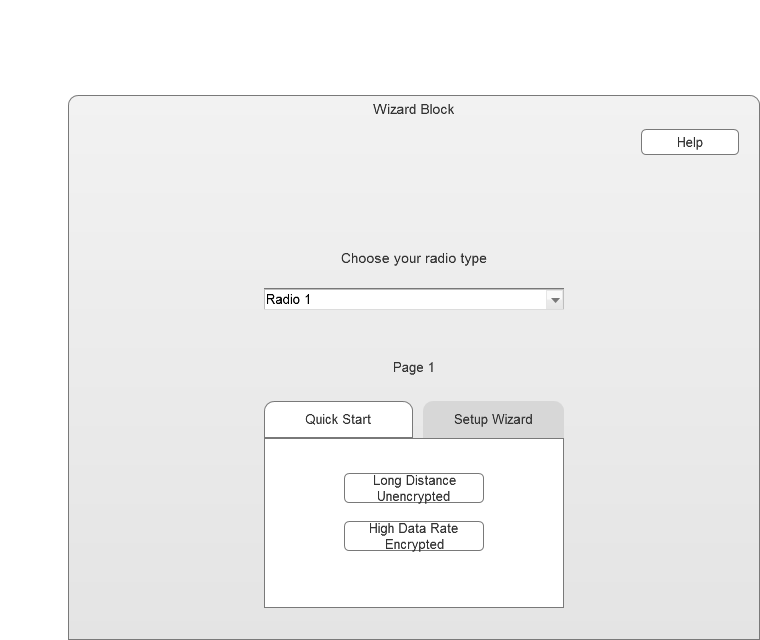 Wizard Block
Help
Choose your radio type
Radio 1
Page 1
Quick Start
Setup Wizard
Long Distance
Unencrypted
High Data Rate
Encrypted